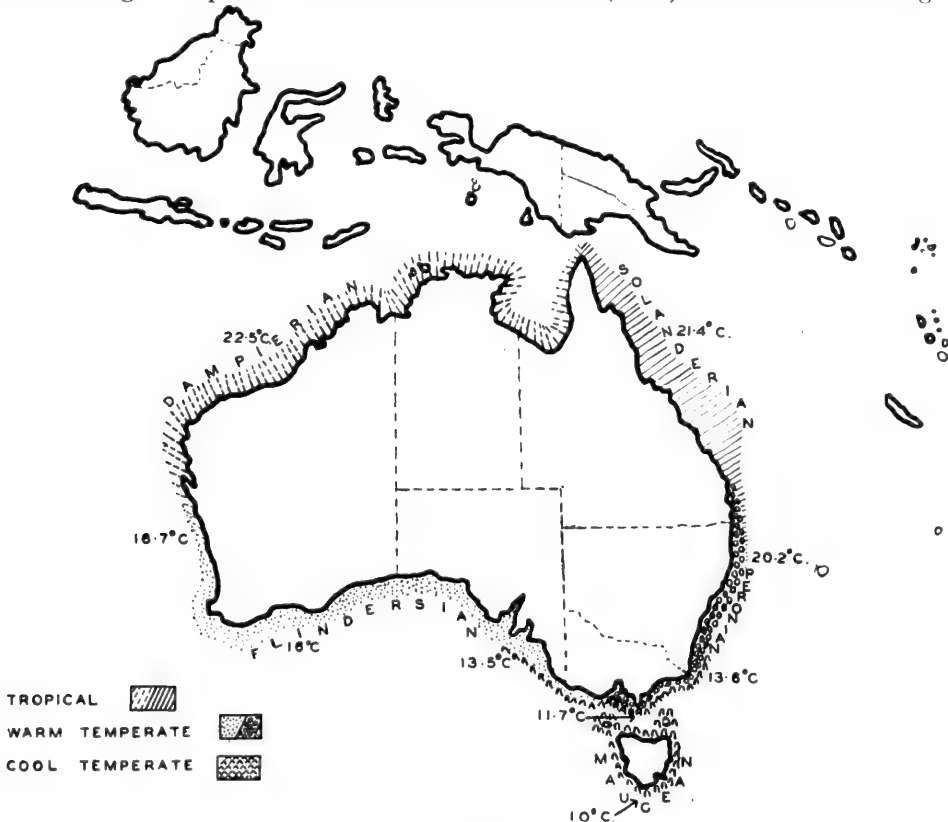 SOLANDERIAN
21.4°C.
DAMPIERIAN
22.5°C.
16.7°C
20.2°C.
PERONIAN
FLINDERSIAN
16°C
13.5°C
13.6°C
11.7°C
MAUGEAN
10°C.
TROPICAL
WARM TEMPERATE
COOL TEMPERATE